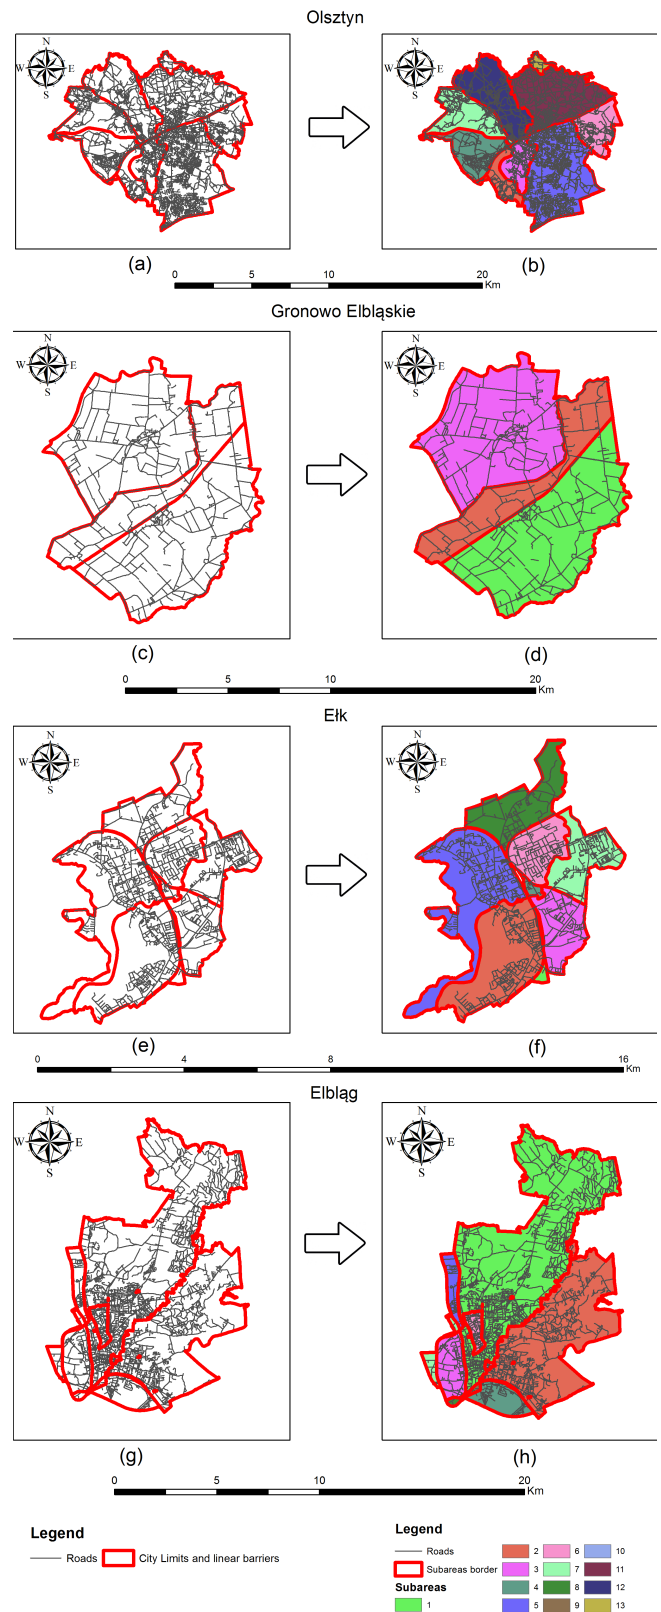 Olsztyn
N
W E
S
N
W E
S
(a)
(b)
0 5 10 20
Km
Gronowo Elbląskie
N
W E
S
N
W E
S
(c)
(d)
0 5 10 20
Km
Ełk
N
W E
S
N
W E
S
(e)
(f)
0 4 8 16
Km
Elbląg
N
W E
S
N
W E
S
(g)
(h)
0 5 10 20
Km
Legend
Roads
City Limits and linear barriers
Legend
Roads
Subareas border
Subareas
1
2 6 10
3 7 11
4 8 12
5 9 13